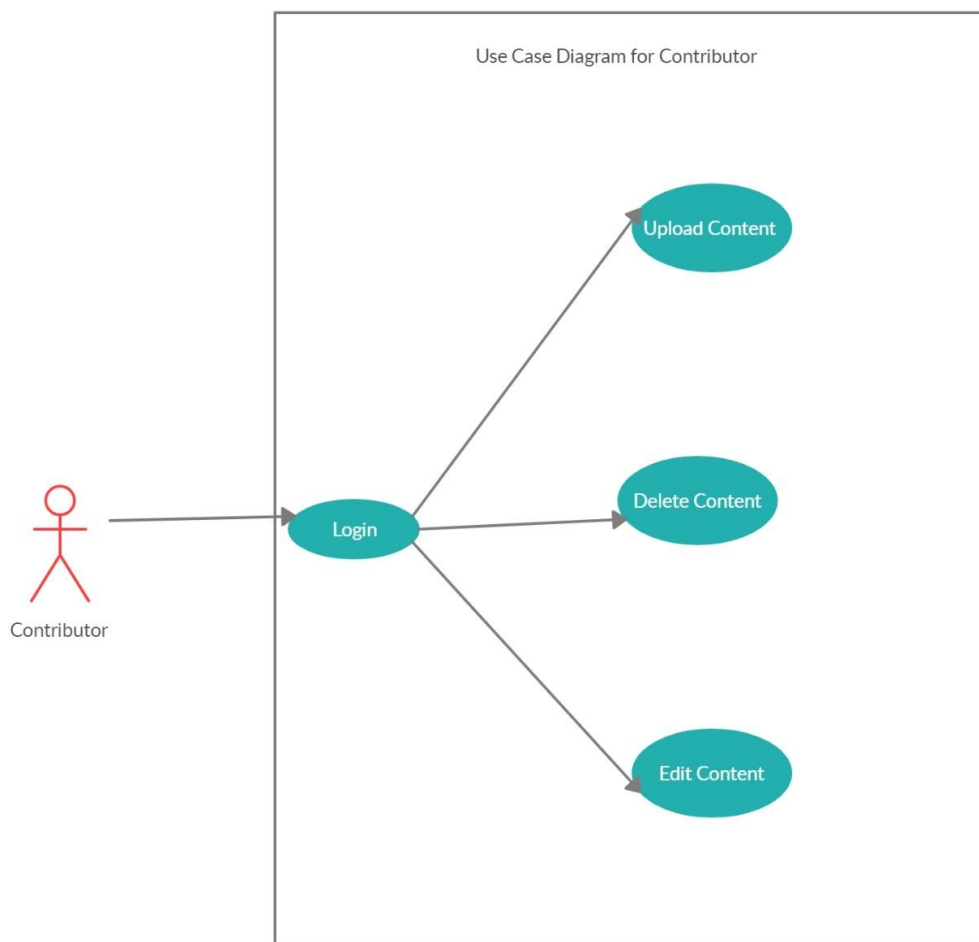 Use Case Diagram for Contributor
Upload Content
Delete Content
Login
Contributor
Edit Content